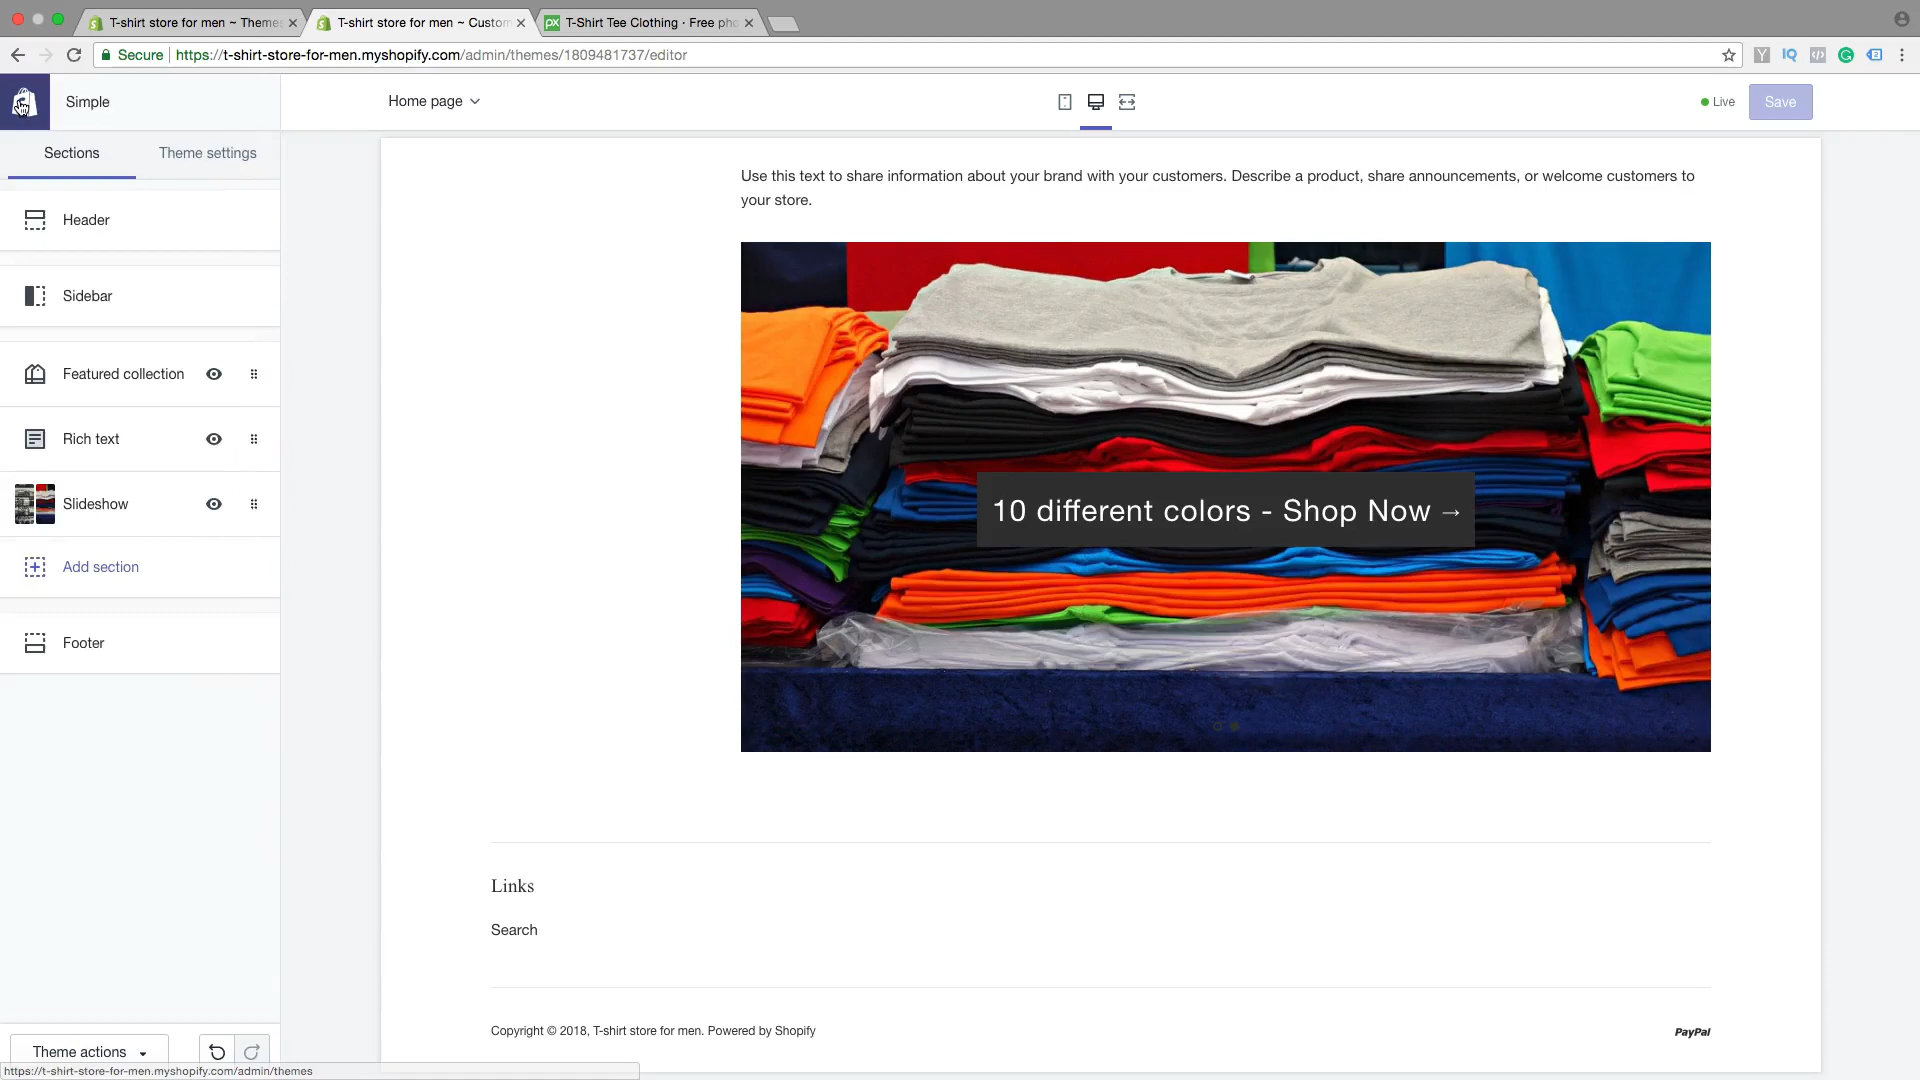 T-shirt store for men ~ Themes
T-shirt store for men ~ Custom
T-Shirt Tee Clothing · Free pho
Secure
https://t-shirt-store-for-men.myshopify.com/admin/themes/1809481737/editor
Simple
Home page
Live
Save
Sections
Theme settings
Header
Sidebar
Featured collection
Rich text
Slideshow
Add section
Footer
Use this text to share information about your brand with your customers. Describe a product, share announcements, or welcome customers to
your store.
10 different colors - Shop Now →
Links
Search
Copyright © 2018, T-shirt store for men. Powered by Shopify
PayPal
Theme actions
https://t-shirt-store-for-men.myshopify.com/admin/themes